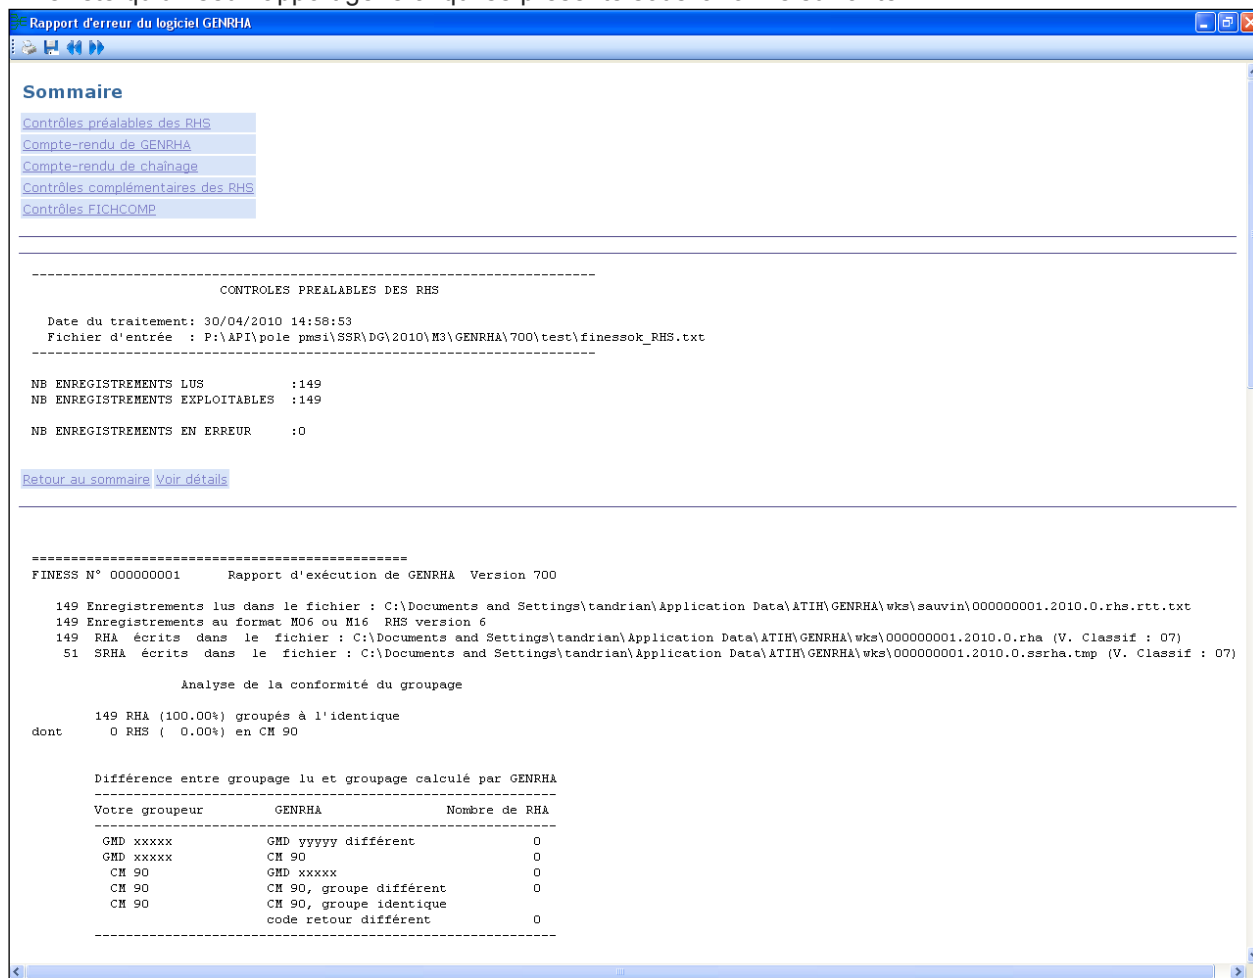 Rapport d'erreur du logiciel GENRHA
Sommaire
Contrôles préalables des RHS
Compte-rendu de GENRHA
Compte-rendu de chaînage
Contrôles complémentaires des RHS
Contrôles FICHCOMP
CONTROLES PREALABLES DES RHS
Date du traitement: 30/04/2010 14:58:53
Fichier d'entrée : P:\API\pole pmsi\SSR\DG\2010\M3\GENRHA\700\test\finessok_RHS.txt
NB ENREGISTREMENTS LUS :149
NB ENREGISTREMENTS EXPLOITABLES :149
NB ENREGISTREMENTS EN ERREUR :0
Retour au sommaire Voir détails
FINESS N° 000000001 Rapport d'exécution de GENRHA Version 700
149 Enregistrements lus dans le fichier : C:\Documents and Settings\tandrian\Application Data\ATIH\GENRHA\wks\sauvin\000000001.2010.0.rhs.rtt.txt
149 Enregistrements au format M06 ou M16 RHS version 6
149 RHA écrits dans le fichier : C:\Documents and Settings\tandrian\Application Data\ATIH\GENRHA\wks\000000001.2010.0.rha (V. Classif : 07)
51 SRHA écrits dans le fichier : C:\Documents and Settings\tandrian\Application Data\ATIH\GENRHA\wks\000000001.2010.0.ssrha.tmp (V. Classif : 07)
Analyse de la conformité du groupage
149 RHA (100.00%) groupés à l'identique
dont 0 RHS ( 0.00%) en CM 90
Différence entre groupage lu et groupage calculé par GENRHA
Votre groupeur GENRHA Nombre de RHA
GMD xxxxx GMD yyyyy différent 0
GMD xxxxx CM 90 0
CM 90 GMD xxxxx 0
CM 90 CM 90, groupe différent 0
CM 90 CM 90, groupe identique
code retour différent 0